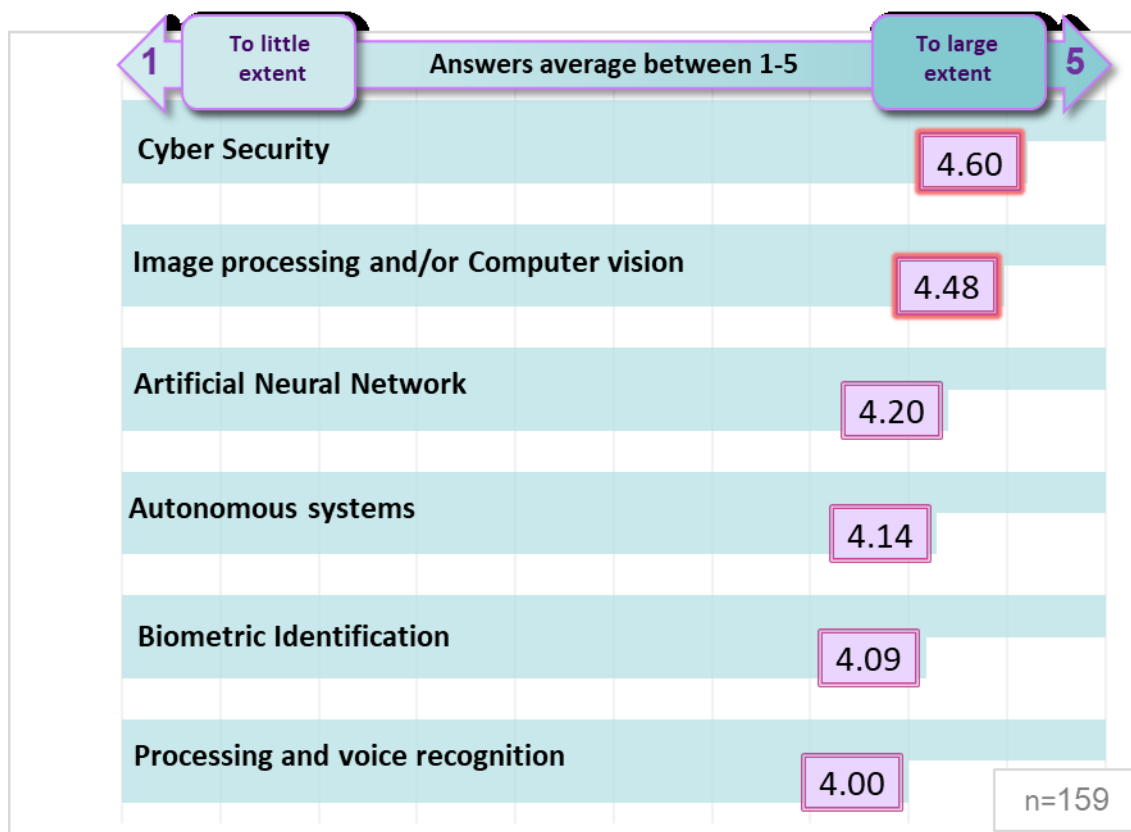 1
To little
extent
Answers average between 1-5
To large
extent
5
Cyber Security
4.60
Image processing and/or Computer vision
4.48
Artificial Neural Network
4.20
Autonomous systems
4.14
Biometric Identification
4.09
Processing and voice recognition
4.00
n=159